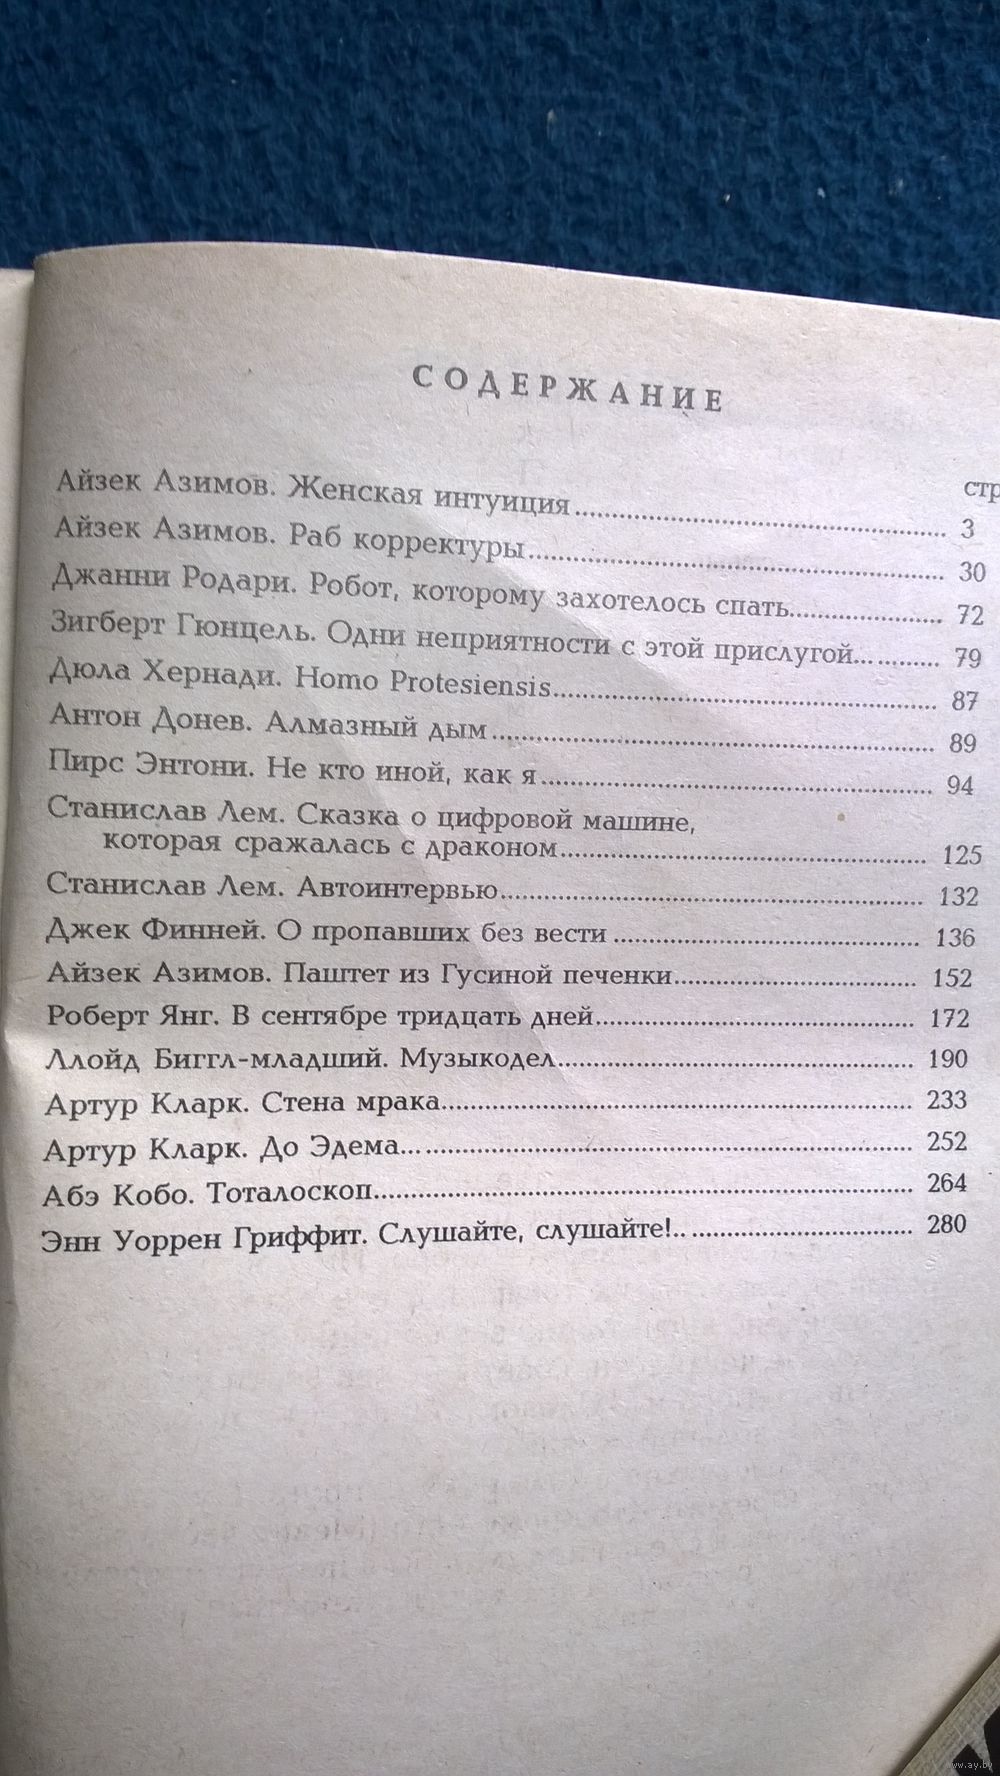 СОДЕРЖАНИЕ
стр
Айзек Азимов. Женская интуиция 3
Айзек Азимов. Раб корректуры 30
Джанни Родари. Робот, которому захотелось спать 72
Зигберт Гюнцель. Одни неприятности с этой прислугой... 79
Дюла Хернади. Homo Protesiensis 87
Антон Донев. Алмазный дым 89
Пирс Энтони. Не кто иной, как я 94
Станислав Лем. Сказка о цифровой машине,
которая сражалась с драконом 125
Станислав Лем. Автоинтервью 132
Джек Финней. О пропавших без вести 136
Айзек Азимов. Паштет из Гусиной печенки 152
Роберт Янг. В сентябре тридцать дней 172
Ллойд Биггл-младший. Музыкодел 190
Артур Кларк. Стена мрака 233
Артур Кларк. До Эдема... 252
Абэ Кобо. Тоталоскоп 264
Энн Уоррен Гриффит. Слушайте, слушайте!.. 280
www.ay.by